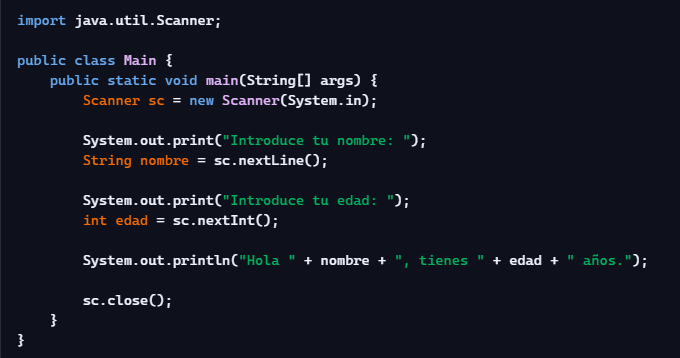 import java.util.Scanner;
public class Main {
public static void main(String[] args) {
Scanner sc = new Scanner(System.in);
System.out.print("Introduce tu nombre: ");
String nombre = sc.nextLine();
System.out.print("Introduce tu edad: ");
int edad = sc.nextInt();
System.out.println("Hola " + nombre + ", tienes " + edad + " años.");
sc.close();
}
}